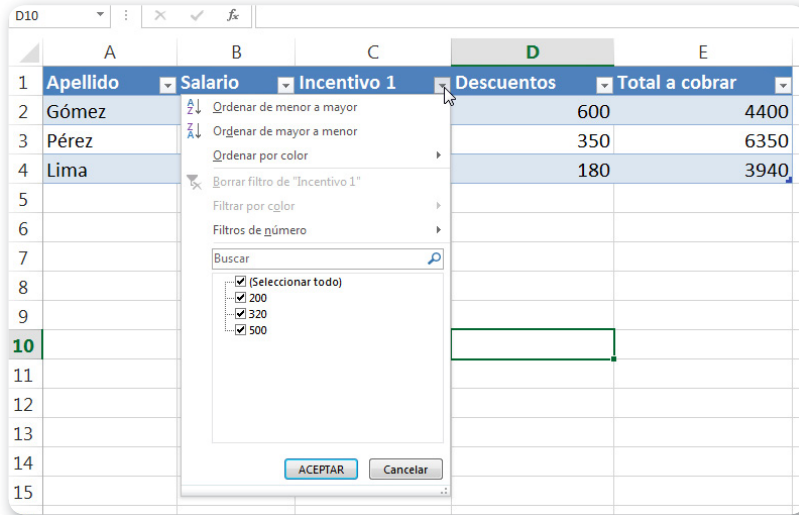 D10 fx
A B C D E
1 Apellido Salario Incentivo 1 Descuentos Total a cobrar
2 Gómez 600 4400
3 Pérez 350 6350
4 Lima 180 3940
5
6
7
8
9
10
11
12
13
14
15
Ordenar de menor a mayor
Ordenar de mayor a menor
Ordenar por color
Borrar filtro de "Incentivo 1"
Filtrar por color
Filtros de número
Buscar
(Seleccionar todo)
200
320
500
ACEPTAR Cancelar